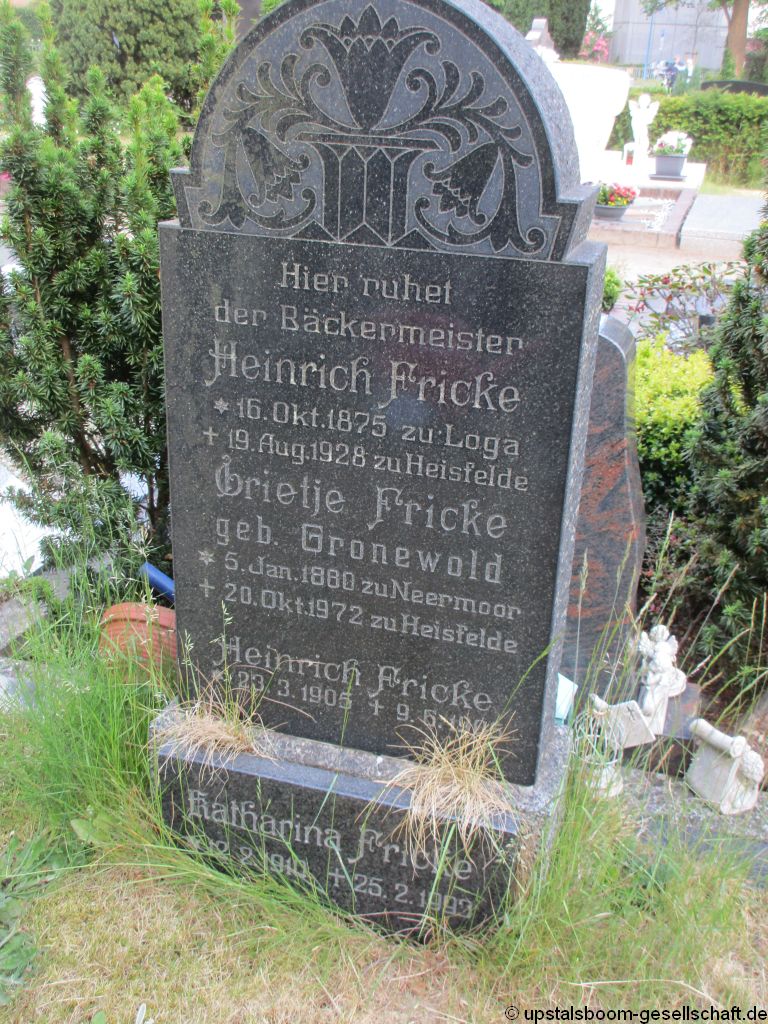 Hier ruhet
der Bäckermeister
Heinrich Fricke
* 16. Okt. 1875 zu Loga
+ 19. Aug. 1928 zu Heisfelde
Grietje Fricke
geb. Gronewold
* 5. Jan. 1880 zu Neermoor
+ 20. Okt. 1972 zu Heisfelde
Heinrich Fricke
* 23. 3. 1905 +
Katharina Fricke
+ 25. 2. 1993
© upstalsboom-gesellschaft.de